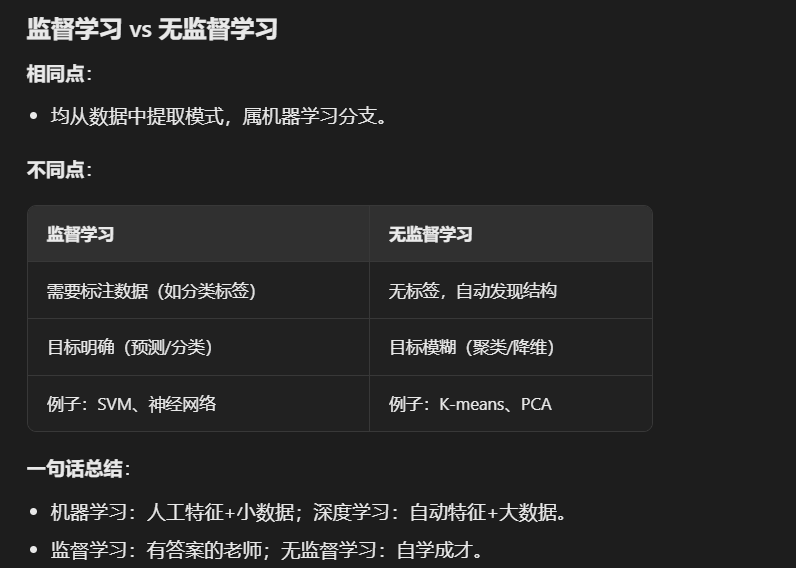 监督学习 vs 无监督学习
相同点：
• 均从数据中提取模式，属机器学习分支。
不同点：
监督学习 无监督学习
需要标注数据（如分类标签） 无标签，自动发现结构
目标明确（预测/分类） 目标模糊（聚类/降维）
例子：SVM、神经网络 例子：K-means、PCA
一句话总结：
• 机器学习：人工特征+小数据；深度学习：自动特征+大数据。
• 监督学习：有答案的老师；无监督学习：自学成才。